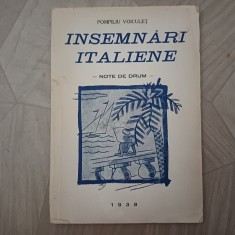 POMPILIU VOICULEȚ
INSEMNĂRI
ITALIENE
– NOTE DE DRUM –
1938